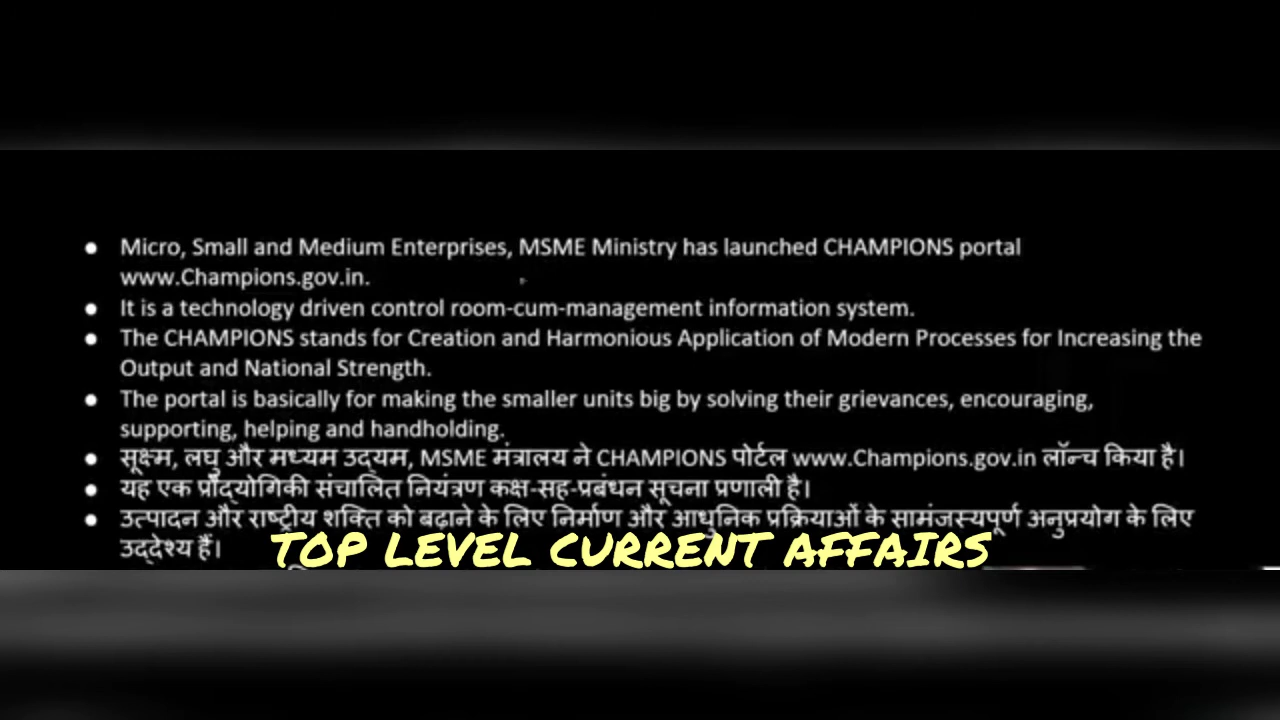 ● Micro, Small and Medium Enterprises, MSME Ministry has launched CHAMPIONS portal
www.Champions.gov.in.
● It is a technology driven control room-cum-management information system.
● The CHAMPIONS stands for Creation and Harmonious Application of Modern Processes for Increasing the
Output and National Strength.
● The portal is basically for making the smaller units big by solving their grievances, encouraging,
supporting, helping and handholding.
● सूक्ष्म, लघु और मध्यम उद्यम, MSME मंत्रालय ने CHAMPIONS पोर्टल www.Champions.gov.in लॉन्च किया है।
● यह एक प्रौद्योगिकी संचालित नियंत्रण कक्ष-सह-प्रबंधन सूचना प्रणाली है।
● उत्पादन और राष्ट्रीय शक्ति को बढ़ाने के लिए निर्माण और आधुनिक प्रक्रियाओं के सामंजस्यपूर्ण अनुप्रयोग के लिए
उद्देश्य हैं।
TOP LEVEL CURRENT AFFAIRS